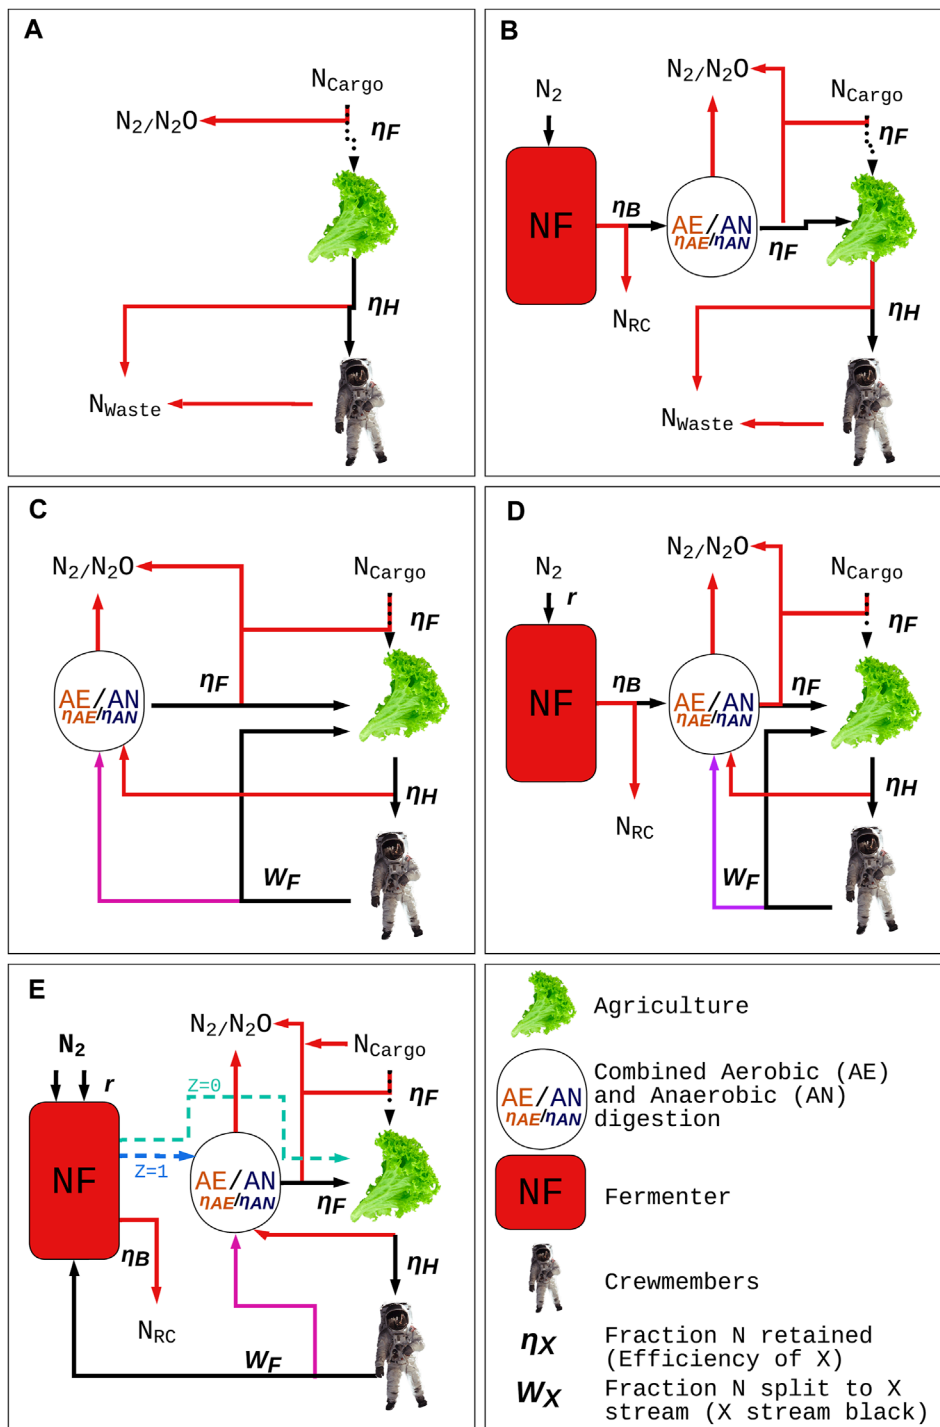 A
N2/N2O
NCargo
ηF
ηH
NWaste
B
N2
N2/N2O
NCargo
ηF
NF
ηB
AE/AN
ηAE/ηAN
ηF
NRC
ηH
NWaste
C
N2/N2O
NCargo
ηF
AE/AN
ηAE/ηAN
ηF
ηH
WF
D
N2
r
N2/N2O
NCargo
ηF
NF
ηB
AE/AN
ηAE/ηAN
ηF
NRC
ηH
WF
E
N2
r
N2/N2O
NCargo
Z=0
ηF
NF
Z=1
AE/AN
ηAE/ηAN
ηF
ηB
ηH
NRC
WF
Agriculture
AE/AN
ηAE/ηAN
Combined Aerobic (AE)
and Anaerobic (AN)
digestion
NF
Fermenter
Crewmembers
ηX
Fraction N retained
(Efficiency of X)
WX
Fraction N split to X
stream (X stream black)